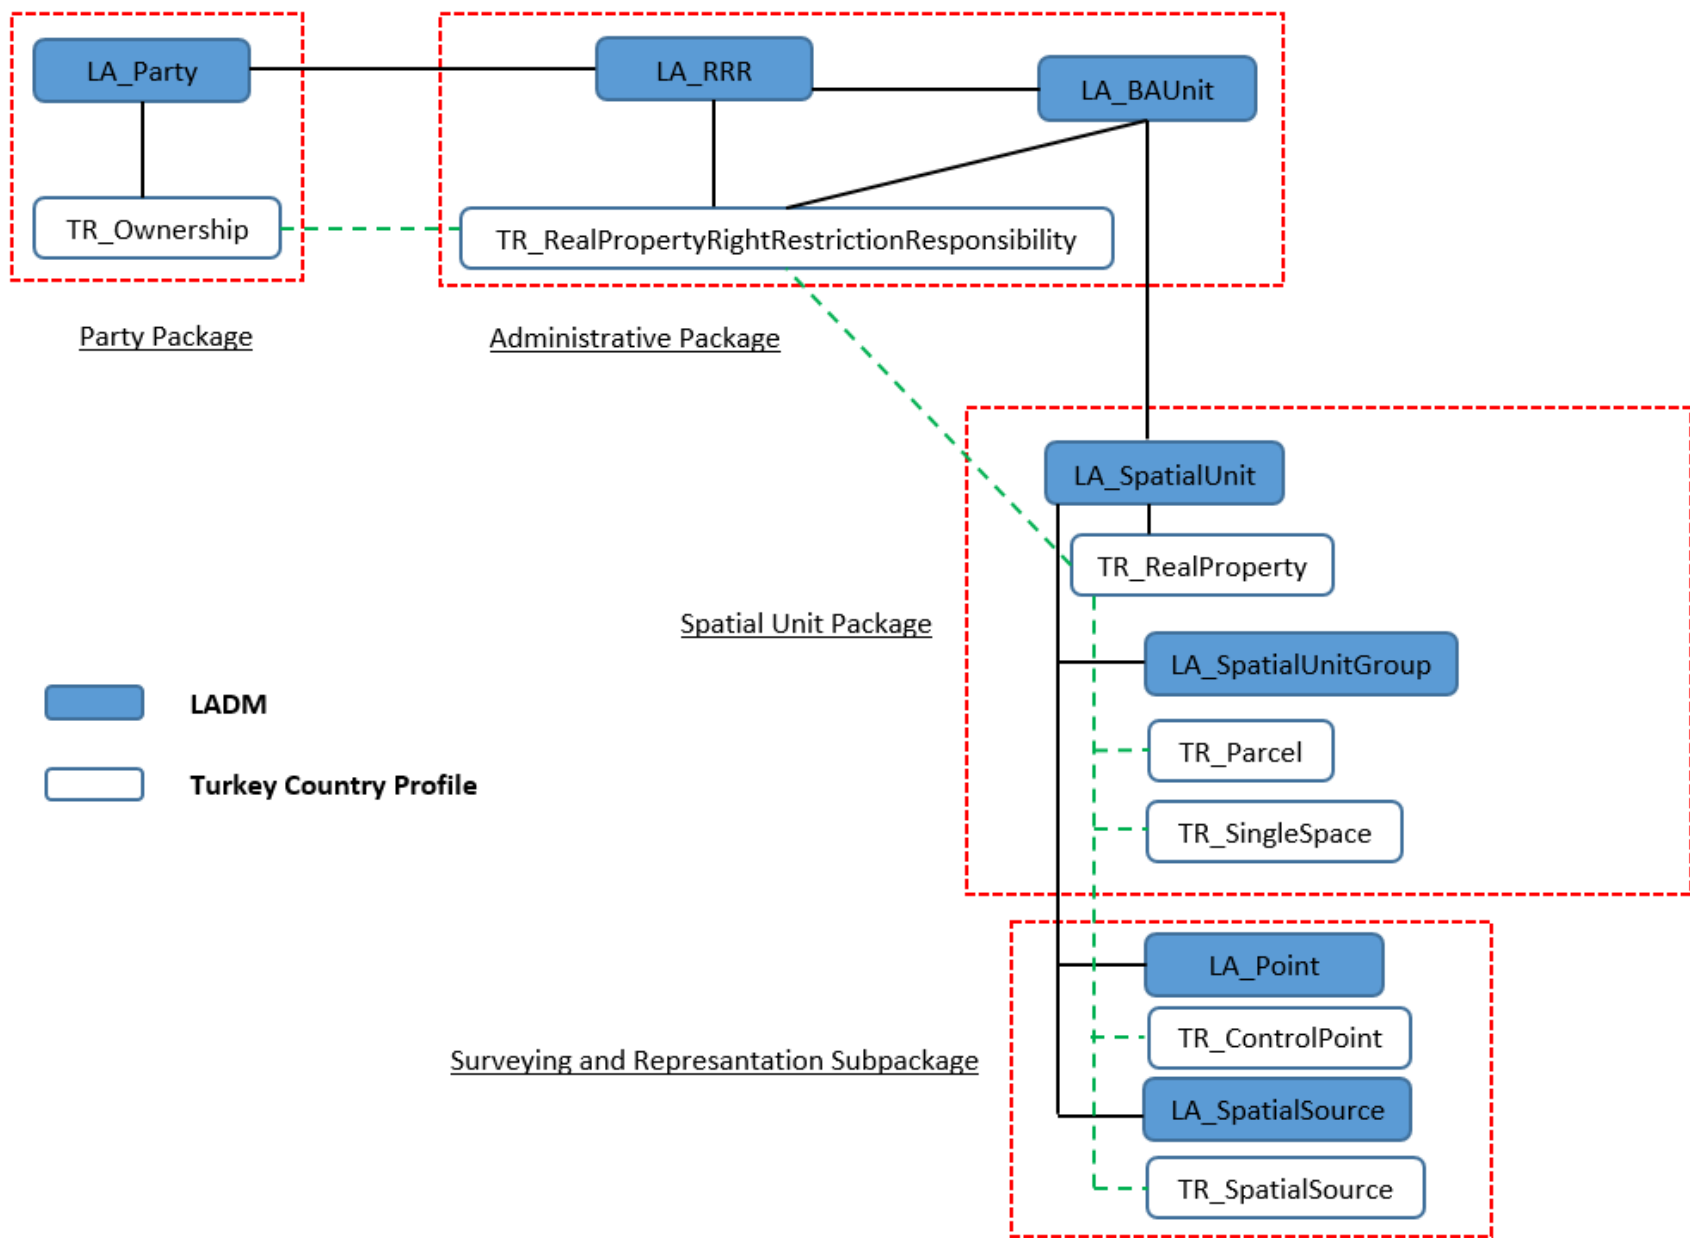 LA_Party
LA_RRR
LA_BAUnit
TR_Ownership
TR_RealPropertyRightRestrictionResponsibility
Party Package
Administrative Package
LA_SpatialUnit
TR_RealProperty
Spatial Unit Package
LA_SpatialUnitGroup
LADM
TR_Parcel
Turkey Country Profile
TR_SingleSpace
LA_Point
TR_ControlPoint
Surveying and Represantation Subpackage
LA_SpatialSource
TR_SpatialSource